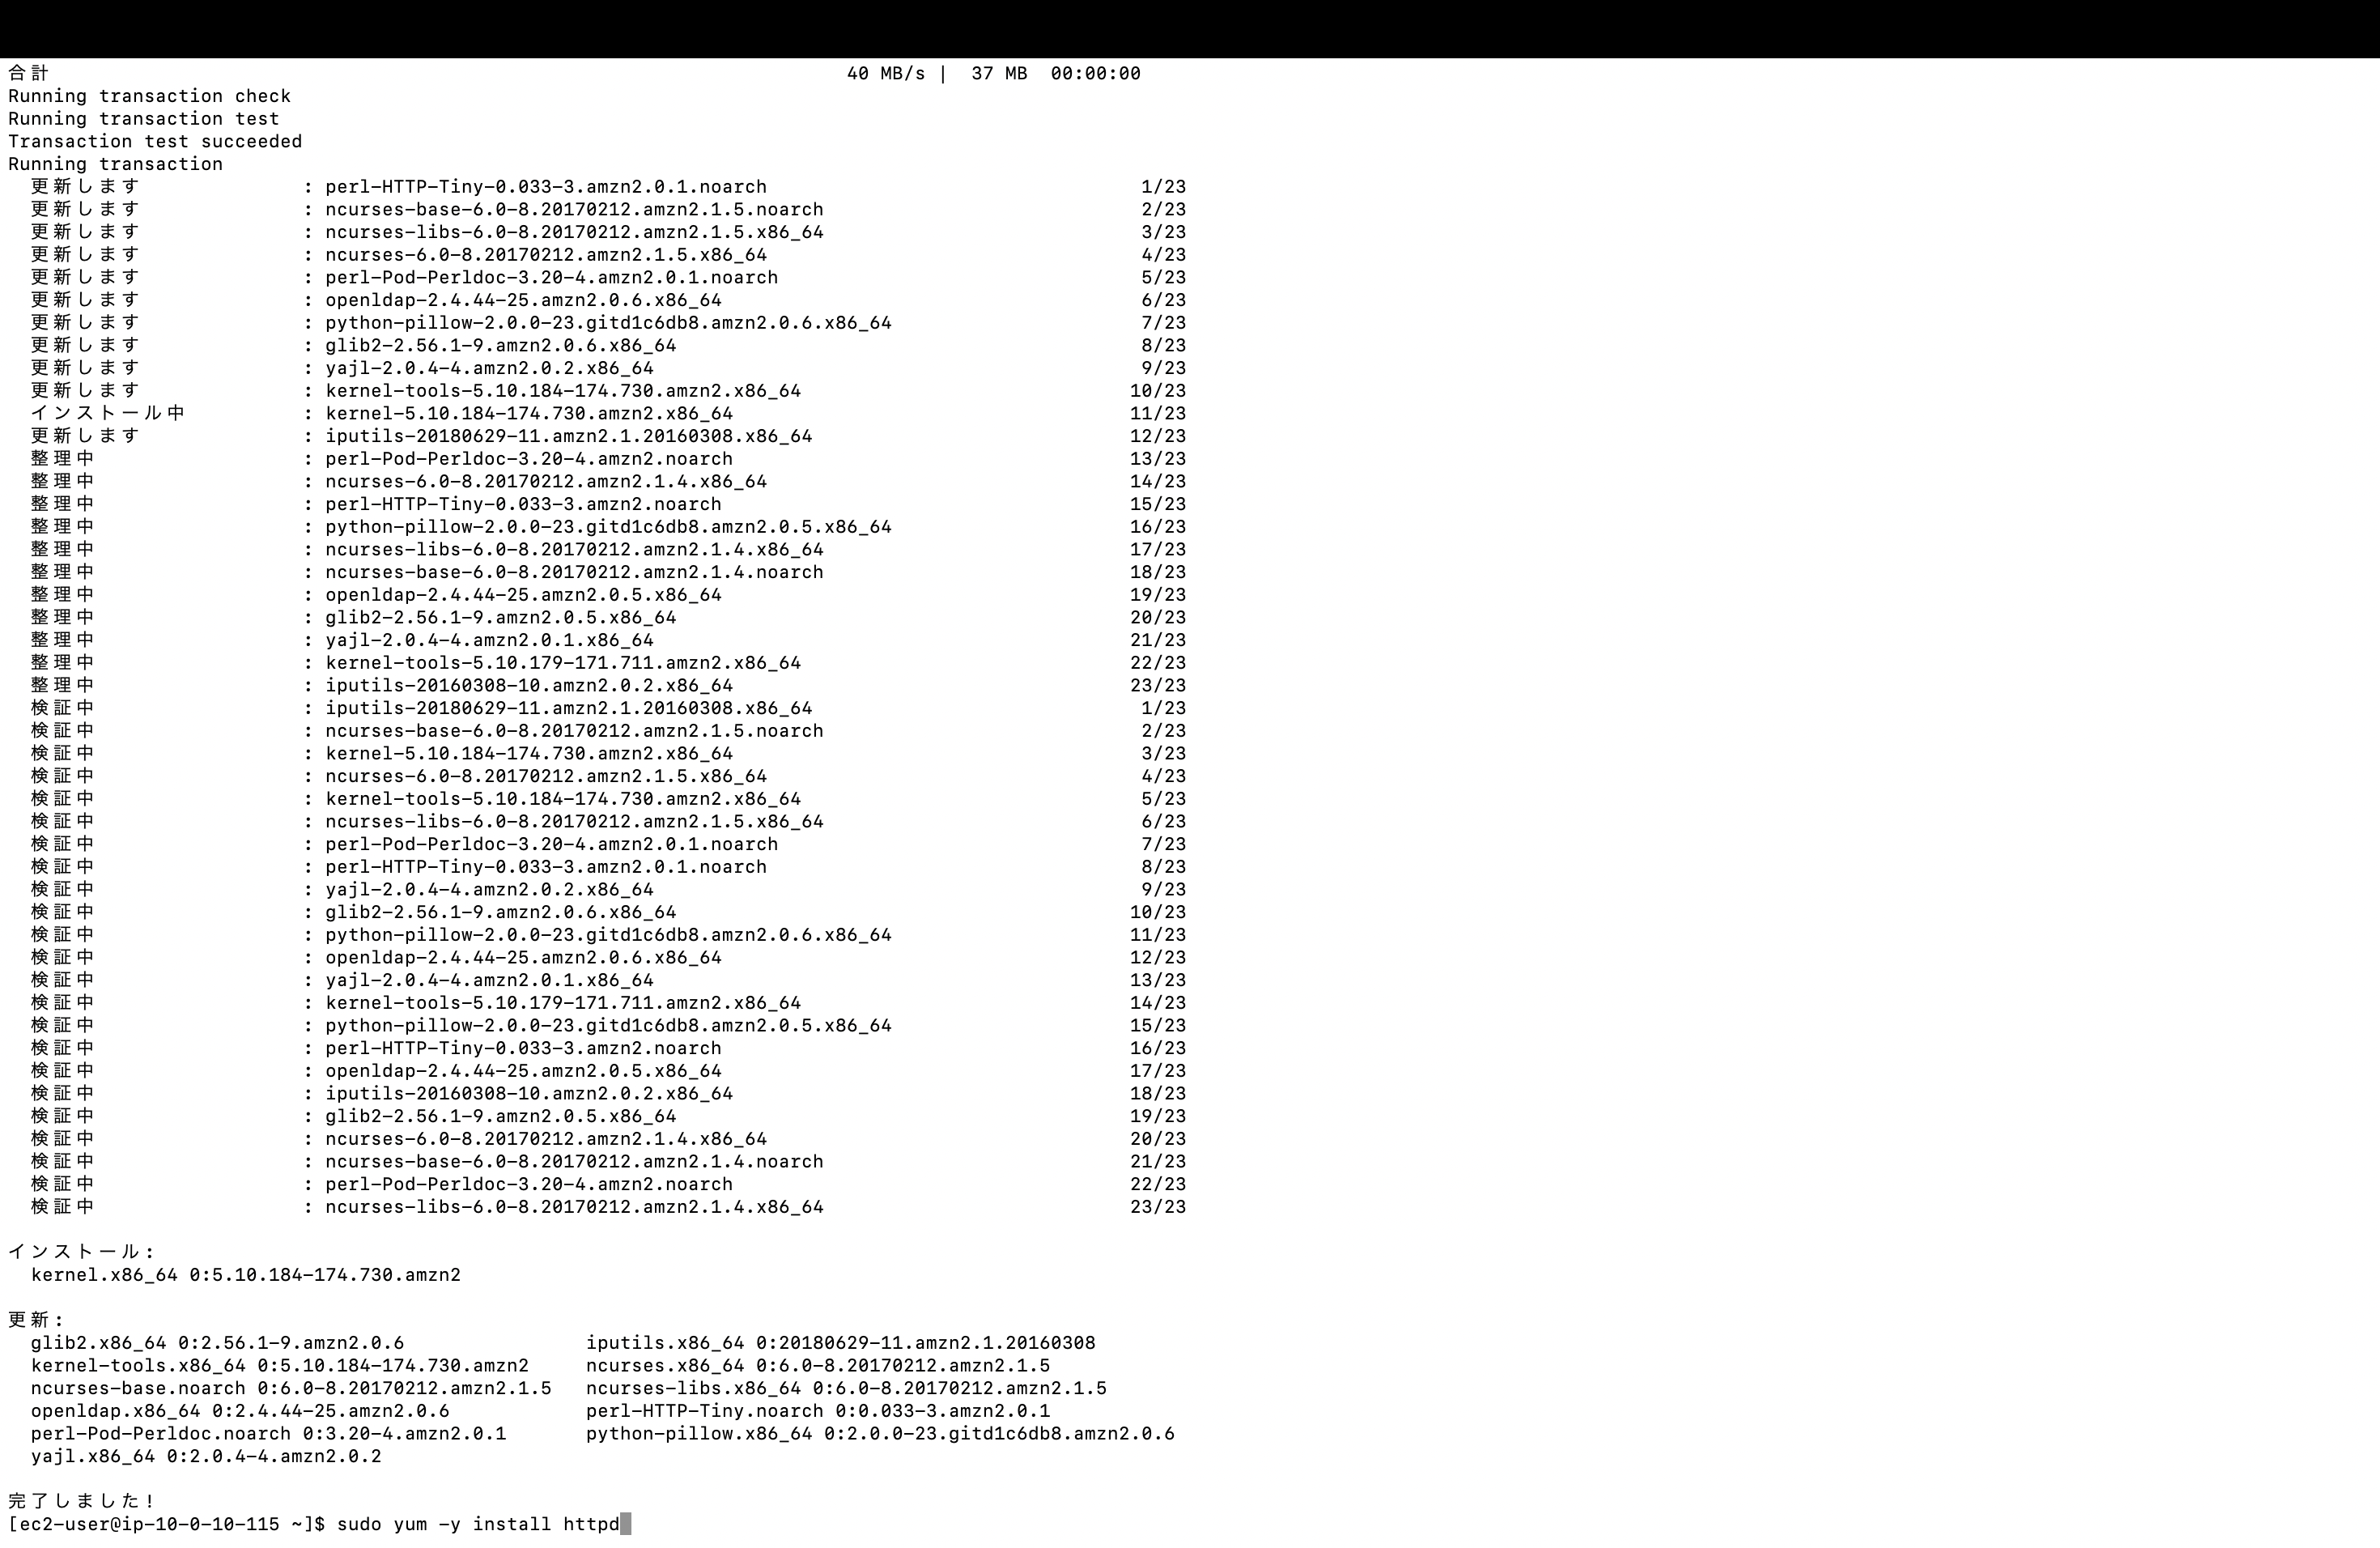 合計 40 MB/s | 37 MB 00:00:00
Running transaction check
Running transaction test
Transaction test succeeded
Running transaction
更新します : perl-HTTP-Tiny-0.033-3.amzn2.0.1.noarch 1/23
更新します : ncurses-base-6.0-8.20170212.amzn2.1.5.noarch 2/23
更新します : ncurses-libs-6.0-8.20170212.amzn2.1.5.x86_64 3/23
更新します : ncurses-6.0-8.20170212.amzn2.1.5.x86_64 4/23
更新します : perl-Pod-Perldoc-3.20-4.amzn2.0.1.noarch 5/23
更新します : openldap-2.4.44-25.amzn2.0.6.x86_64 6/23
更新します : python-pillow-2.0.0-23.gitd1c6db8.amzn2.0.6.x86_64 7/23
更新します : glib2-2.56.1-9.amzn2.0.6.x86_64 8/23
更新します : yajl-2.0.4-4.amzn2.0.2.x86_64 9/23
更新します : kernel-tools-5.10.184-174.730.amzn2.x86_64 10/23
インストール中 : kernel-5.10.184-174.730.amzn2.x86_64 11/23
更新します : iputils-20180629-11.amzn2.1.20160308.x86_64 12/23
整理中 : perl-Pod-Perldoc-3.20-4.amzn2.noarch 13/23
整理中 : ncurses-6.0-8.20170212.amzn2.1.4.x86_64 14/23
整理中 : perl-HTTP-Tiny-0.033-3.amzn2.noarch 15/23
整理中 : python-pillow-2.0.0-23.gitd1c6db8.amzn2.0.5.x86_64 16/23
整理中 : ncurses-libs-6.0-8.20170212.amzn2.1.4.x86_64 17/23
整理中 : ncurses-base-6.0-8.20170212.amzn2.1.4.noarch 18/23
整理中 : openldap-2.4.44-25.amzn2.0.5.x86_64 19/23
整理中 : glib2-2.56.1-9.amzn2.0.5.x86_64 20/23
整理中 : yajl-2.0.4-4.amzn2.0.1.x86_64 21/23
整理中 : kernel-tools-5.10.179-171.711.amzn2.x86_64 22/23
整理中 : iputils-20160308-10.amzn2.0.2.x86_64 23/23
検証中 : iputils-20180629-11.amzn2.1.20160308.x86_64 1/23
検証中 : ncurses-base-6.0-8.20170212.amzn2.1.5.noarch 2/23
検証中 : kernel-5.10.184-174.730.amzn2.x86_64 3/23
検証中 : ncurses-6.0-8.20170212.amzn2.1.5.x86_64 4/23
検証中 : kernel-tools-5.10.184-174.730.amzn2.x86_64 5/23
検証中 : ncurses-libs-6.0-8.20170212.amzn2.1.5.x86_64 6/23
検証中 : perl-Pod-Perldoc-3.20-4.amzn2.0.1.noarch 7/23
検証中 : perl-HTTP-Tiny-0.033-3.amzn2.0.1.noarch 8/23
検証中 : yajl-2.0.4-4.amzn2.0.2.x86_64 9/23
検証中 : glib2-2.56.1-9.amzn2.0.6.x86_64 10/23
検証中 : python-pillow-2.0.0-23.gitd1c6db8.amzn2.0.6.x86_64 11/23
検証中 : openldap-2.4.44-25.amzn2.0.6.x86_64 12/23
検証中 : yajl-2.0.4-4.amzn2.0.1.x86_64 13/23
検証中 : kernel-tools-5.10.179-171.711.amzn2.x86_64 14/23
検証中 : python-pillow-2.0.0-23.gitd1c6db8.amzn2.0.5.x86_64 15/23
検証中 : perl-HTTP-Tiny-0.033-3.amzn2.noarch 16/23
検証中 : openldap-2.4.44-25.amzn2.0.5.x86_64 17/23
検証中 : iputils-20160308-10.amzn2.0.2.x86_64 18/23
検証中 : glib2-2.56.1-9.amzn2.0.5.x86_64 19/23
検証中 : ncurses-6.0-8.20170212.amzn2.1.4.x86_64 20/23
検証中 : ncurses-base-6.0-8.20170212.amzn2.1.4.noarch 21/23
検証中 : perl-Pod-Perldoc-3.20-4.amzn2.noarch 22/23
検証中 : ncurses-libs-6.0-8.20170212.amzn2.1.4.x86_64 23/23
インストール:
kernel.x86_64 0:5.10.184-174.730.amzn2
更新:
glib2.x86_64 0:2.56.1-9.amzn2.0.6 iputils.x86_64 0:20180629-11.amzn2.1.20160308
kernel-tools.x86_64 0:5.10.184-174.730.amzn2 ncurses.x86_64 0:6.0-8.20170212.amzn2.1.5
ncurses-base.noarch 0:6.0-8.20170212.amzn2.1.5 ncurses-libs.x86_64 0:6.0-8.20170212.amzn2.1.5
openldap.x86_64 0:2.4.44-25.amzn2.0.6 perl-HTTP-Tiny.noarch 0:0.033-3.amzn2.0.1
perl-Pod-Perldoc.noarch 0:3.20-4.amzn2.0.1 python-pillow.x86_64 0:2.0.0-23.gitd1c6db8.amzn2.0.6
yajl.x86_64 0:2.0.4-4.amzn2.0.2
完了しました!
[ec2-user@ip-10-0-10-115 ~]$ sudo yum -y install httpd